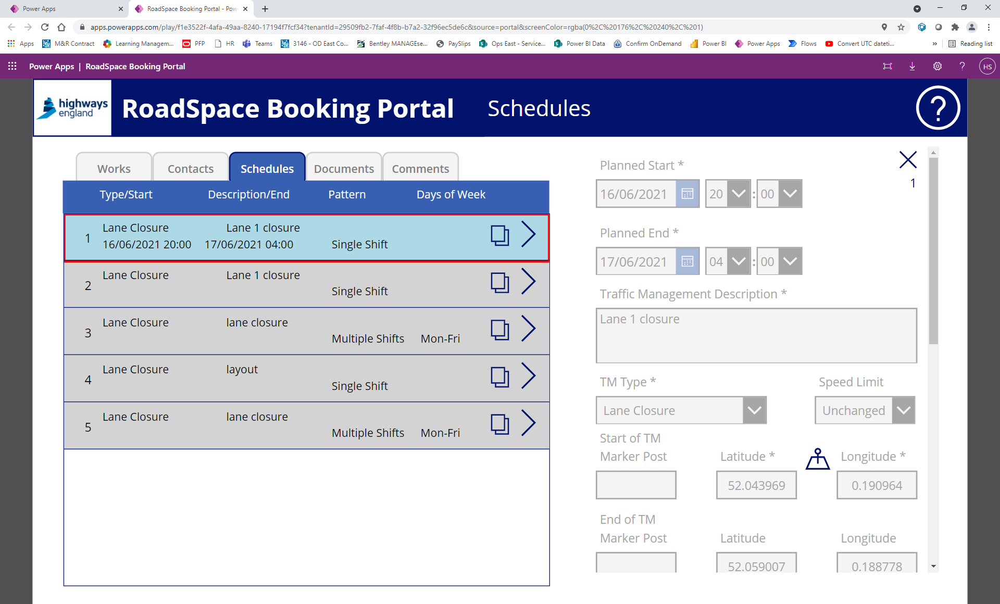 Power Apps
RoadSpace Booking Portal - Pow
apps.powerapps.com/play/f1e3522f-4afa-49aa-8240-17194f7fcf34?tenantId=29509fb2-7faf-4f8b-b7a2-32f96ec5de6c&source=portal&screenColor=rgba(0%2C%20176%2C%20240%2C%201)
Apps M&R Contract Learning Managem... PFP HR Teams 3146 - OD East Co... Bentley MANAGEse... PaySlips Ops East - Service... Power BI Data Confirm OnDemand Power BI Power Apps Flows Convert UTC dateti... » Reading list
Power Apps | RoadSpace Booking Portal ? HS
highways
england
RoadSpace Booking Portal Schedules ?
Works Contacts Schedules Documents Comments
Type/Start Description/End Pattern Days of Week
1 Lane Closure Lane 1 closure
16/06/2021 20:00 17/06/2021 04:00 Single Shift
2 Lane Closure Lane 1 closure
Single Shift
3 Lane Closure lane closure
Multiple Shifts Mon-Fri
4 Lane Closure layout
Single Shift
5 Lane Closure lane closure
Multiple Shifts Mon-Fri
1
Planned Start *
16/06/2021 20 : 00
Planned End *
17/06/2021 04 : 00
Traffic Management Description *
Lane 1 closure
TM Type * Speed Limit
Lane Closure Unchanged
Start of TM
Marker Post Latitude * Longitude *
52.043969 0.190964
End of TM
Marker Post Latitude Longitude
52.059007 0.188778